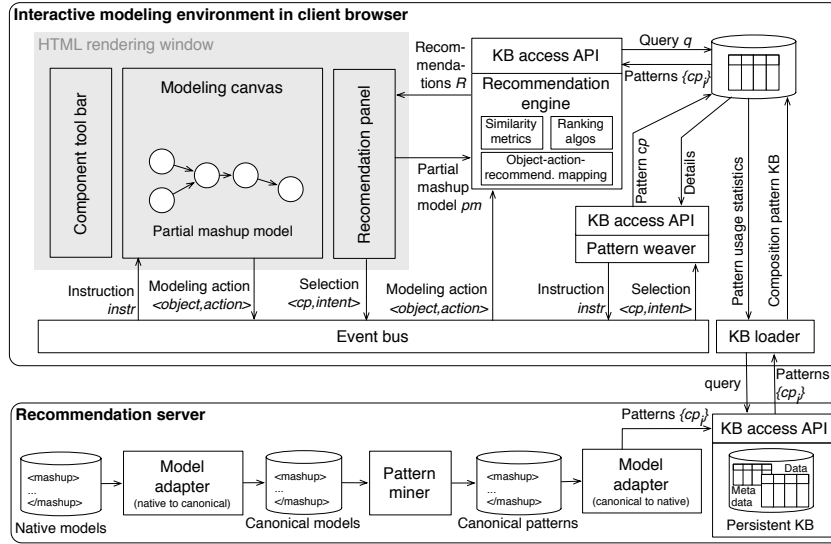 Interactive modeling environment in client browser
HTML rendering window
Component tool bar
Modeling canvas
Partial mashup model
Recomendation panel
Recom-
menda-
tions R
Partial
mashup
model pm
KB access API
Recommendation
engine
Similarity
metrics
Ranking
algos
Object-action-
recommend. mapping
Query q
Patterns {cpi}
Pattern cp
Details
KB access API
Pattern weaver
Pattern usage statistics
Composition pattern KB
Instruction
instr
Modeling action
<object,action>
Selection
<cp,intent>
Modeling action
<object,action>
Instruction
instr
Selection
<cp,intent>
Event bus
KB loader
query
Patterns
{cpi}
Recommendation server
Patterns {cpi}
KB access API
<mashup>
...
</mashup>
Native models
Model
adapter
(native to canonical)
<mashup>
...
</mashup>
Canonical models
Pattern
miner
<mashup>
...
</mashup>
Canonical patterns
Model
adapter
(canonical to native)
Data
Meta
data
Persistent KB